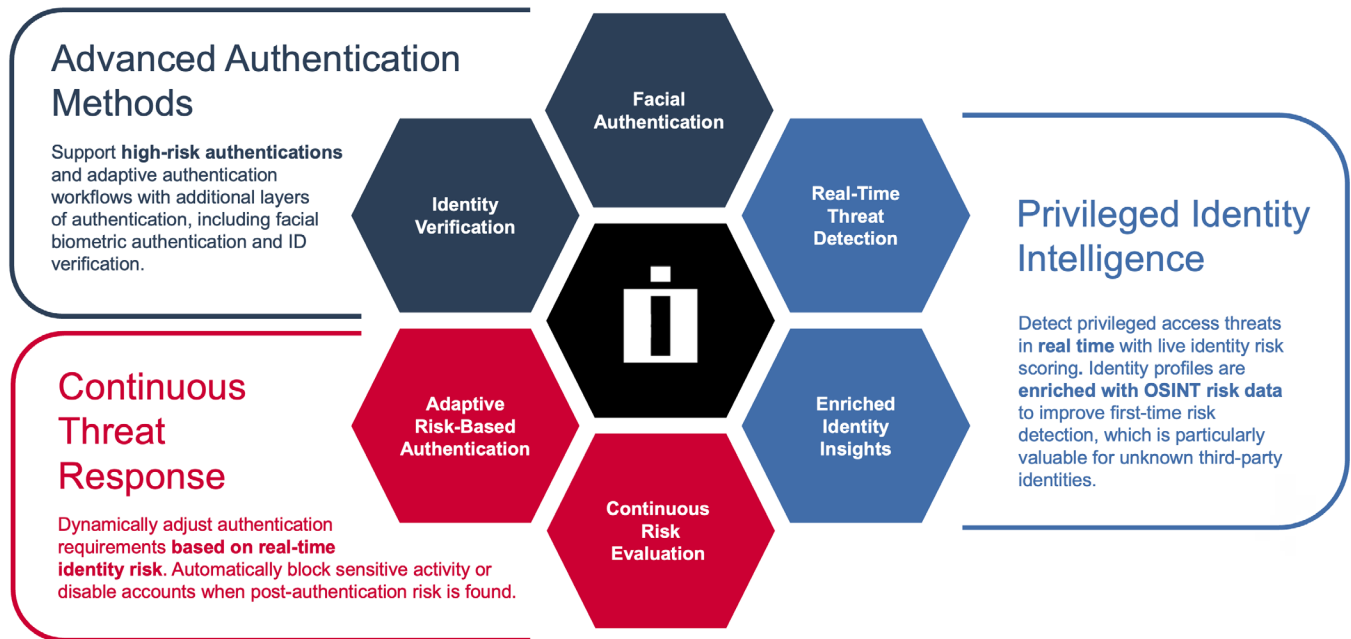 Advanced Authentication
Methods
Support high-risk authentications
and adaptive authentication
workflows with additional layers
of authentication, including facial
biometric authentication and ID
verification.
Facial
Authentication
Identity
Verification
Real-Time
Threat
Detection
Privileged Identity
Intelligence
Detect privileged access threats
in real time with live identity risk
scoring. Identity profiles are
enriched with OSINT risk data
to improve first-time risk
detection, which is particularly
valuable for unknown third-party
identities.
i
Continuous
Threat
Response
Dynamically adjust authentication
requirements based on real-time
identity risk. Automatically block sensitive activity or
disable accounts when post-authentication risk is found.
Adaptive
Risk-Based
Authentication
Enriched
Identity
Insights
Continuous
Risk
Evaluation